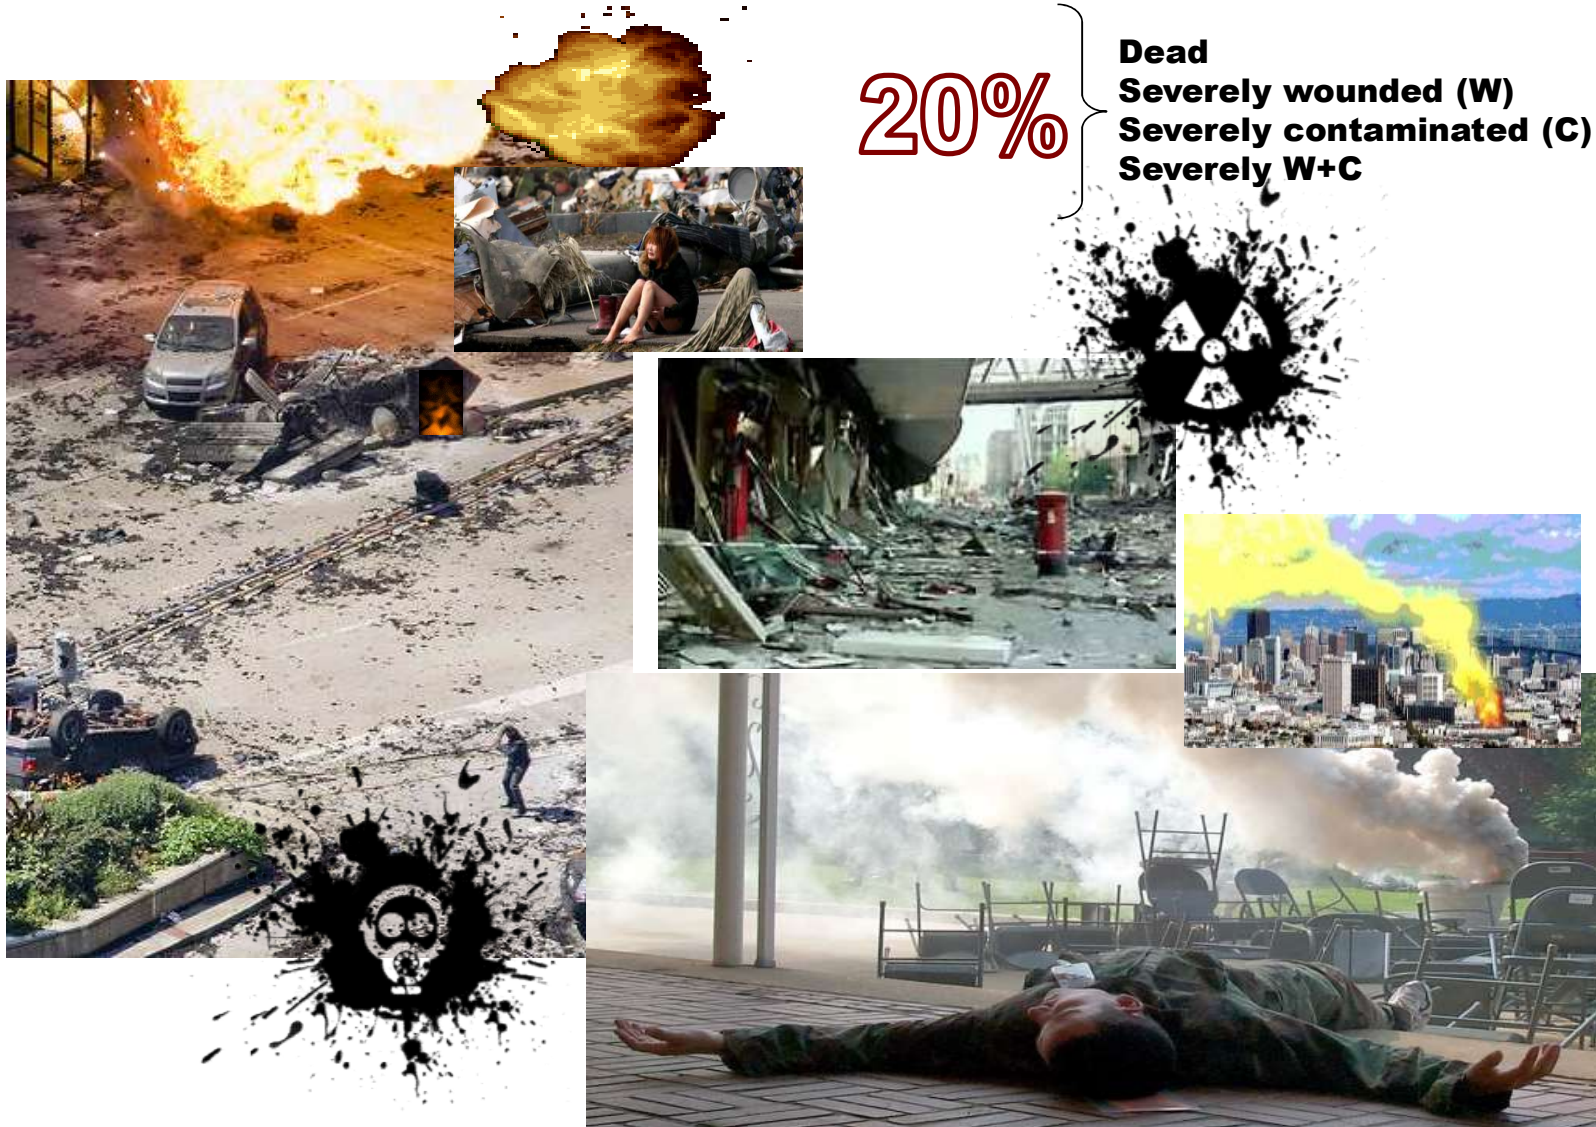 20%
Dead
Severely wounded (W)
Severely contaminated (C)
Severely W+C